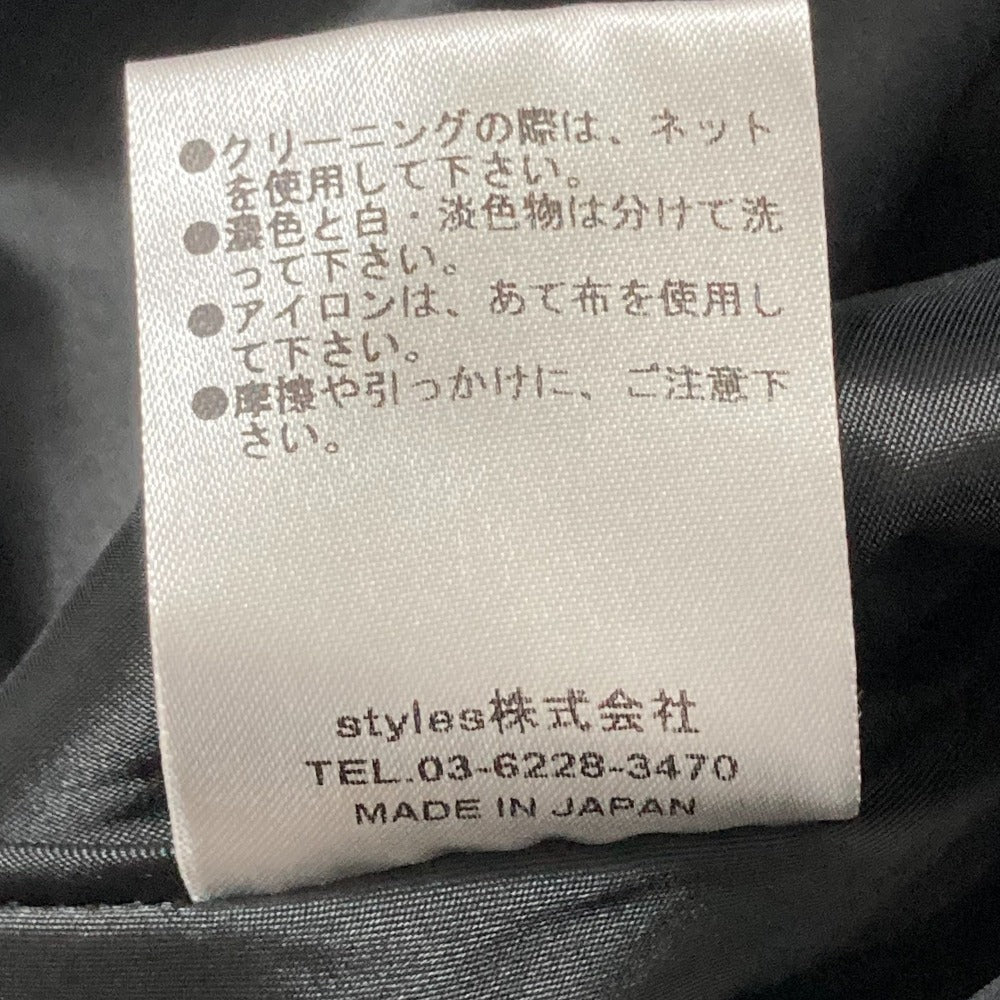 ●クリーニングの際は、ネット
を使用して下さい。
●濃色と白・淡色物は分けて洗
って下さい。
●アイロンは、あて布を使用し
て下さい。
●摩擦や引っかけに、ご注意下
さい。
styles株式会社
TEL.03-6228-3470
MADE IN JAPAN